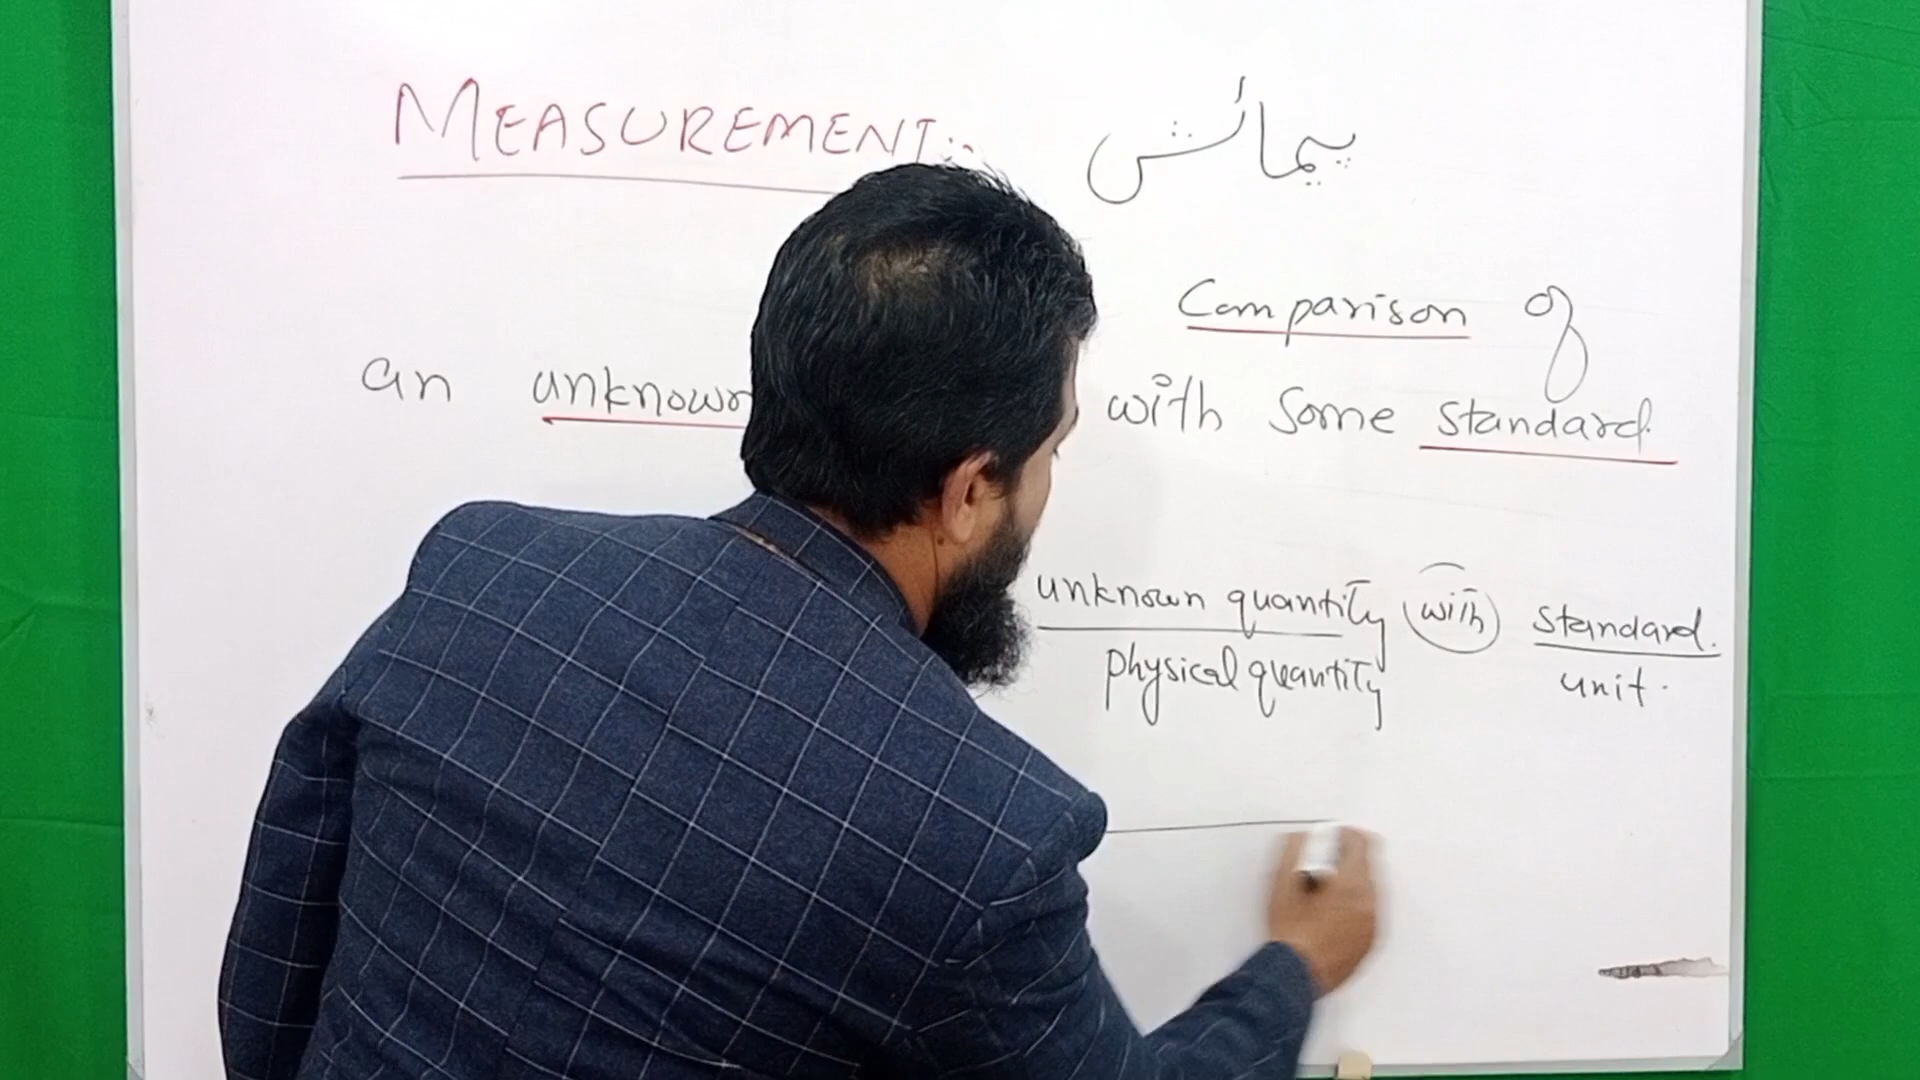 MEASUREMENT:- پیمائش
Comparison of
an unknown with some standard.
unknown quantity with standard.
physical quantity unit.